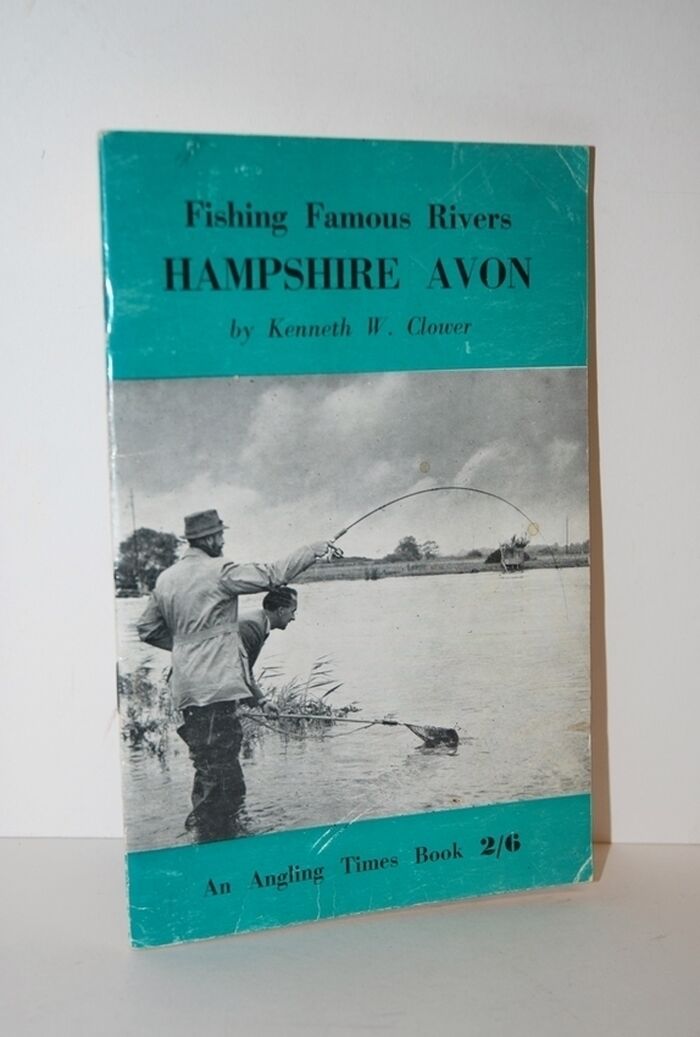 Fishing Famous Rivers
HAMPSHIRE AVON
by Kenneth W. Clower
An Angling Times Book 2/6